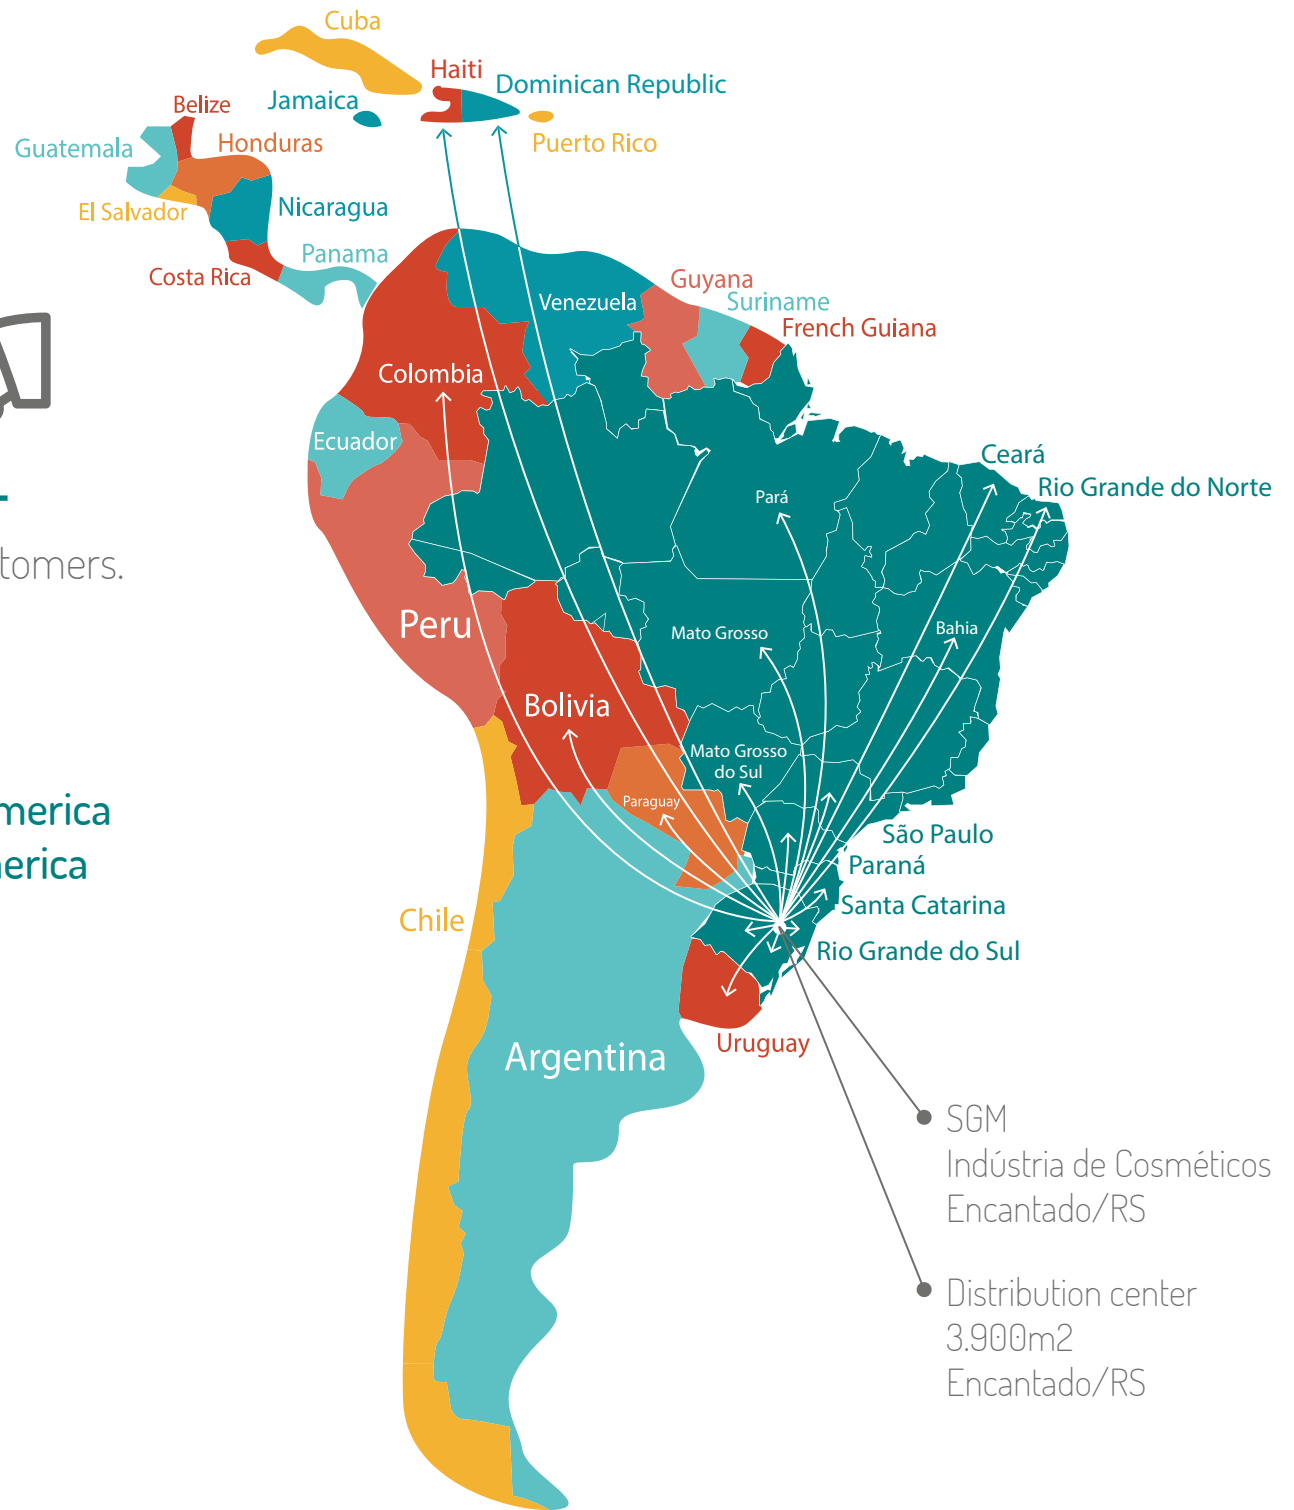 Cuba
Haiti
Dominican Republic
Jamaica
Belize
Puerto Rico
Guatemala
Honduras
El Salvador
Nicaragua
Panama
Costa Rica
Guyana
Venezuela
Suriname
French Guiana
Colombia
Ecuador
Ceará
Rio Grande do Norte
Pará
tomers.
Peru
Mato Grosso
Bahia
Bolivia
Mato Grosso
do Sul
Paraguay
merica
erica
São Paulo
Paraná
Santa Catarina
Chile
Rio Grande do Sul
Uruguay
Argentina
SGM
Indústria de Cosméticos
Encantado/RS
Distribution center
3.900m2
Encantado/RS